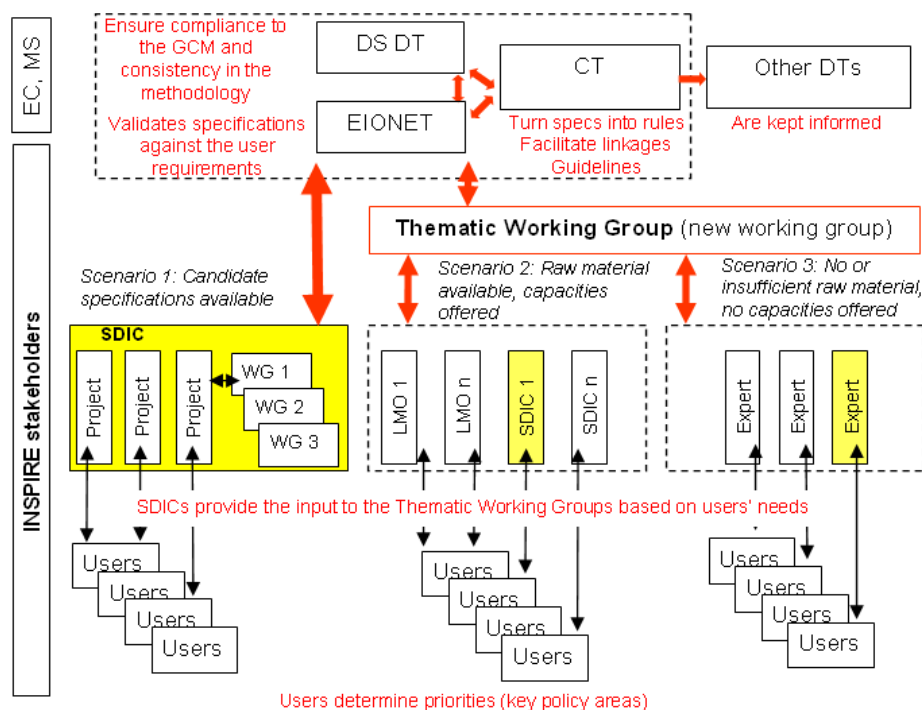 EC, MS
Ensure compliance to
the GCM and
consistency in the
methodology
Validates specifications
against the user
requirements
DS DT
EIONET
CT
Turn specs into rules
Facilitate linkages
Guidelines
Other DTs
Are kept informed
INSPIRE stakeholders
Thematic Working Group (new working group)
Scenario 1: Candidate
specifications available
Scenario 2: Raw material
available, capacities
offered
Scenario 3: No or
insufficient raw material,
no capacities offered
SDIC
Project
Project
Project
WG 1
WG 2
WG 3
LMO 1
LMO n
SDIC 1
SDIC n
Expert
Expert
Expert
SDICs provide the input to the Thematic Working Groups based on users' needs
Users
Users
Users
Users
Users
Users
Users
Users
Users
Users
Users
Users
Users determine priorities (key policy areas)